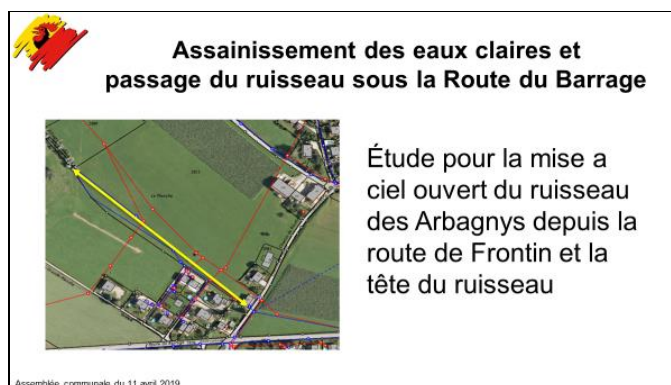 Assainissement des eaux claires et
passage du ruisseau sous la Route du Barrage
Étude pour la mise a
ciel ouvert du ruisseau
des Arbagnys depuis la
route de Frontin et la
tête du ruisseau
Assemblée communale du 11 avril 2019